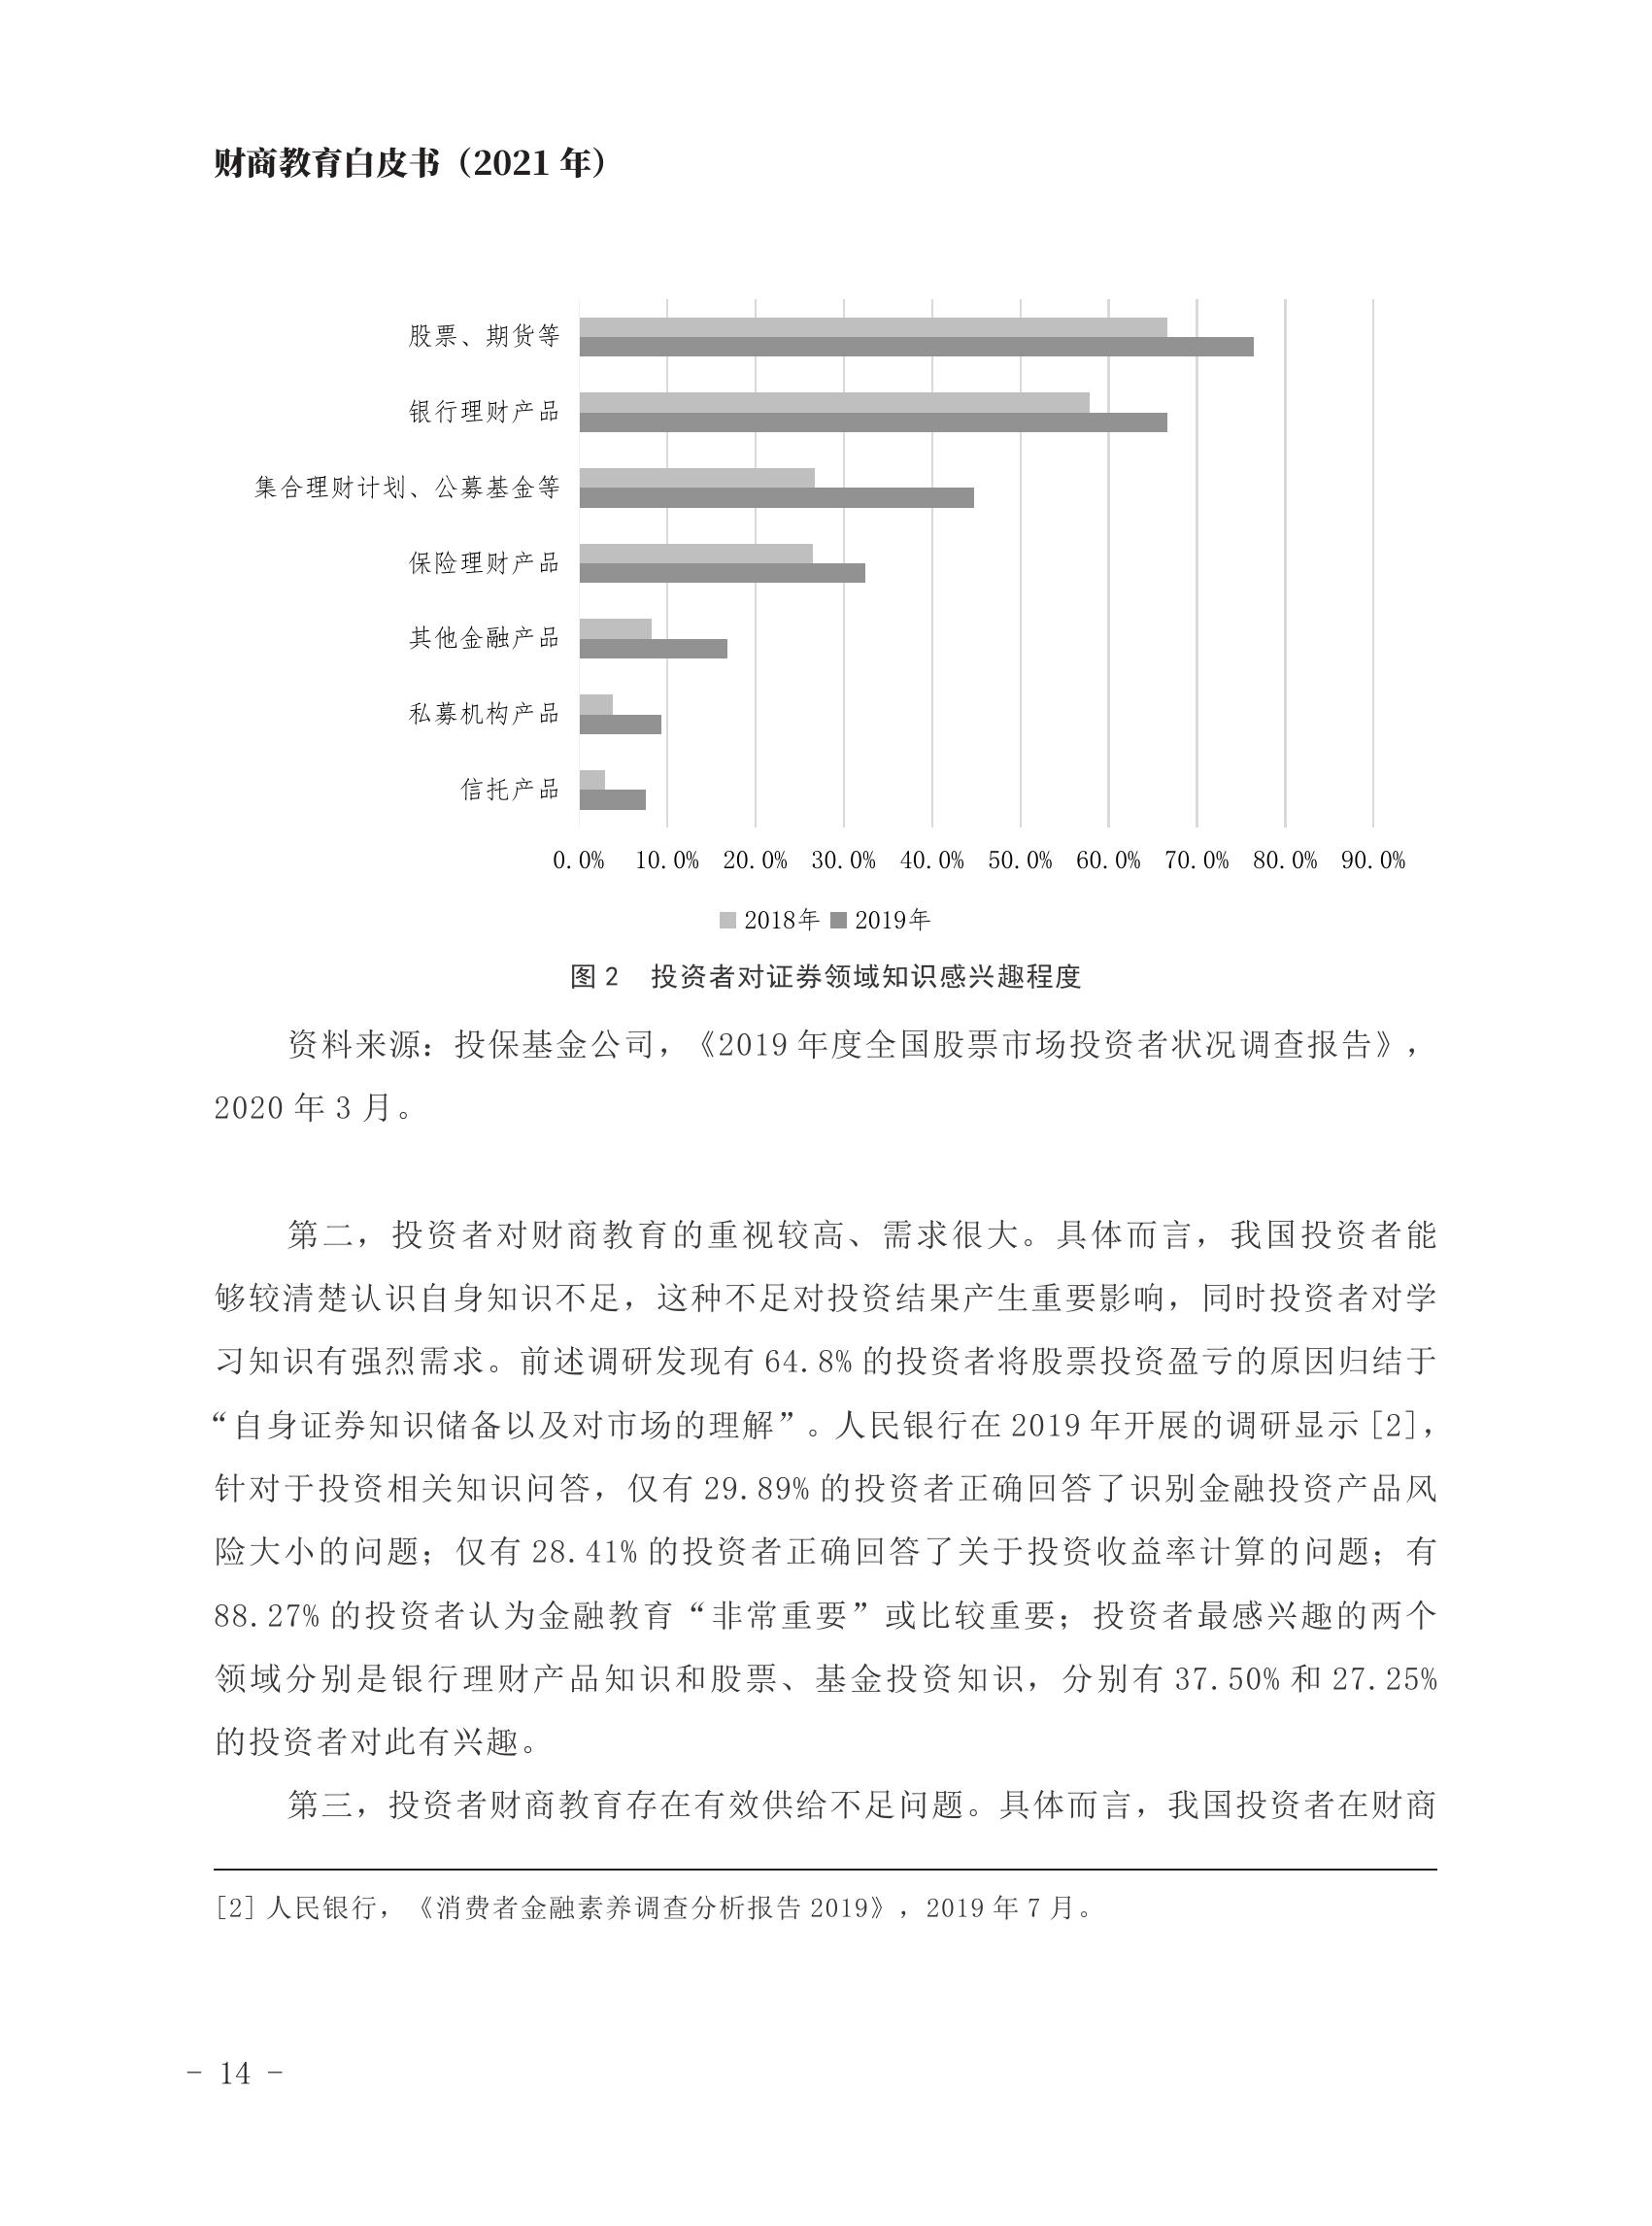 财商教育白皮书（2021 年）
股票、期货等
银行理财产品
集合理财计划、公募基金等
保险理财产品
其他金融产品
私募机构产品
信托产品
0.0% 10.0% 20.0% 30.0% 40.0% 50.0% 60.0% 70.0% 80.0% 90.0%
2018年 2019年
图 2 投资者对证券领域知识感兴趣程度
资料来源：投保基金公司，《2019 年度全国股票市场投资者状况调查报告》，
2020 年 3 月。
第二，投资者对财商教育的重视较高、需求很大。具体而言，我国投资者能
够较清楚认识自身知识不足，这种不足对投资结果产生重要影响，同时投资者对学
习知识有强烈需求。前述调研发现有 64.8% 的投资者将股票投资盈亏的原因归结于
“自身证券知识储备以及对市场的理解”。人民银行在 2019 年开展的调研显示 [2]，
针对于投资相关知识问答，仅有 29.89% 的投资者正确回答了识别金融投资产品风
险大小的问题；仅有 28.41% 的投资者正确回答了关于投资收益率计算的问题；有
88.27% 的投资者认为金融教育“非常重要”或比较重要；投资者最感兴趣的两个
领域分别是银行理财产品知识和股票、基金投资知识，分别有 37.50% 和 27.25%
的投资者对此有兴趣。
第三，投资者财商教育存在有效供给不足问题。具体而言，我国投资者在财商
[2] 人民银行，《消费者金融素养调查分析报告 2019》，2019 年 7 月。
- 14 -